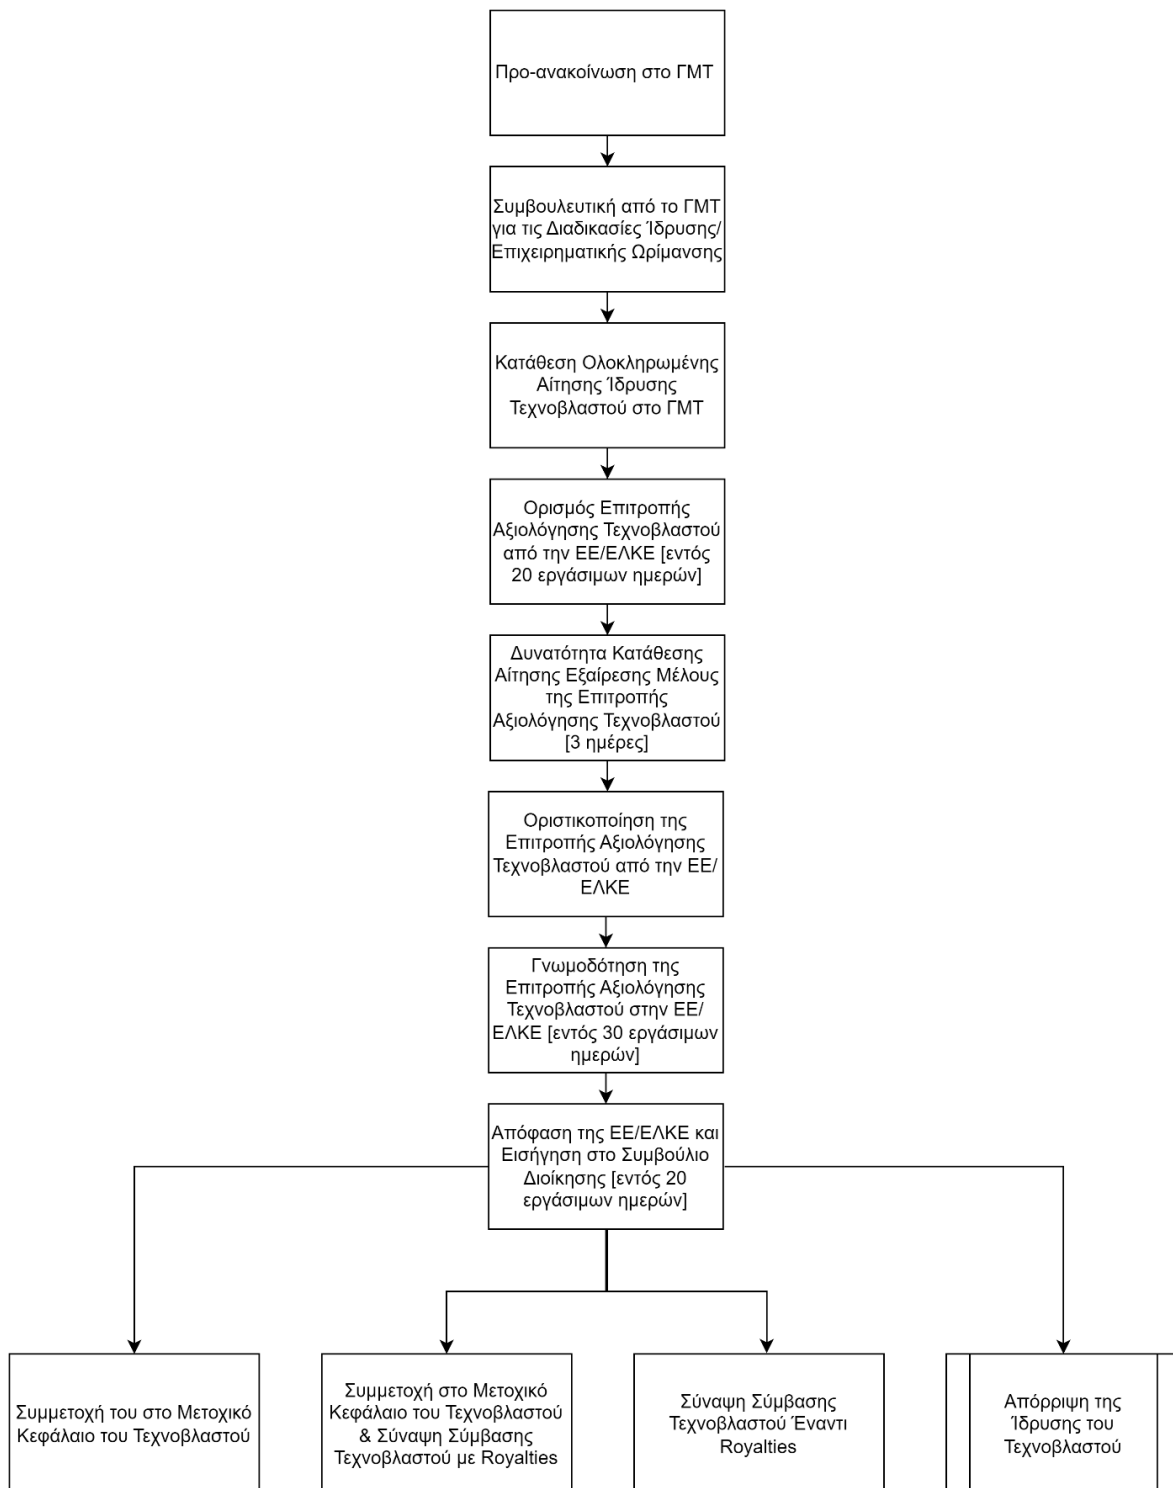 Προ-ανακοίνωση στο ΓΜΤ
Συμβουλευτική από το ΓΜΤ
για τις Διαδικασίες Ίδρυσης/
Επιχειρηματικής Ωρίμανσης
Κατάθεση Ολοκληρωμένης
Αίτησης Ίδρυσης
Τεχνοβλαστού στο ΓΜΤ
Ορισμός Επιτροπής
Αξιολόγησης Τεχνοβλαστού
από την ΕΕ/ΕΛΚΕ [εντός
20 εργάσιμων ημερών]
Δυνατότητα Κατάθεσης
Αίτησης Εξαίρεσης Μέλους
της Επιτροπής
Αξιολόγησης Τεχνοβλαστού
[3 ημέρες]
Οριστικοποίηση της
Επιτροπής Αξιολόγησης
Τεχνοβλαστού από την ΕΕ/
ΕΛΚΕ
Γνωμοδότηση της
Επιτροπής Αξιολόγησης
Τεχνοβλαστού στην ΕΕ/
ΕΛΚΕ [εντός 30 εργάσιμων
ημερών]
Απόφαση της ΕΕ/ΕΛΚΕ και
Εισήγηση στο Συμβούλιο
Διοίκησης [εντός 20
εργάσιμων ημερών]
Συμμετοχή του στο Μετοχικό
Κεφάλαιο του Τεχνοβλαστού
Συμμετοχή στο Μετοχικό
Κεφάλαιο του Τεχνοβλαστού
& Σύναψη Σύμβασης
Τεχνοβλαστού με Royalties
Σύναψη Σύμβασης
Τεχνοβλαστού Έναντι
Royalties
Απόρριψη της
Ίδρυσης του
Τεχνοβλαστού